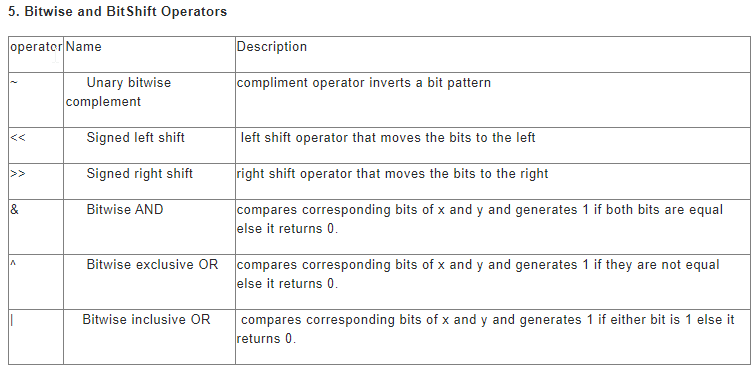 5. Bitwise and BitShift Operators
operator Name Description
~ Unary bitwise compliment operator inverts a bit pattern
complement
<< Signed left shift left shift operator that moves the bits to the left
>> Signed right shift right shift operator that moves the bits to the right
& Bitwise AND compares corresponding bits of x and y and generates 1 if both bits are equal
else it returns 0.
^ Bitwise exclusive OR compares corresponding bits of x and y and generates 1 if they are not equal
else it returns 0.
| Bitwise inclusive OR compares corresponding bits of x and y and generates 1 if either bit is 1 else it
returns 0.